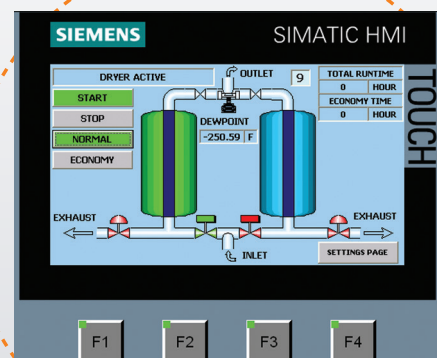 SIEMENS
SIMATIC HMI
TOUCH
DRYER ACTIVE
OUTLET
9
TOTAL RUNTIME
0 HOUR
ECONOMY TIME
0 HOUR
START
STOP
NORMAL
ECONOMY
DEWPOINT
-250.59 F
EXHAUST
EXHAUST
INLET
SETTINGS PAGE
F1
F2
F3
F4